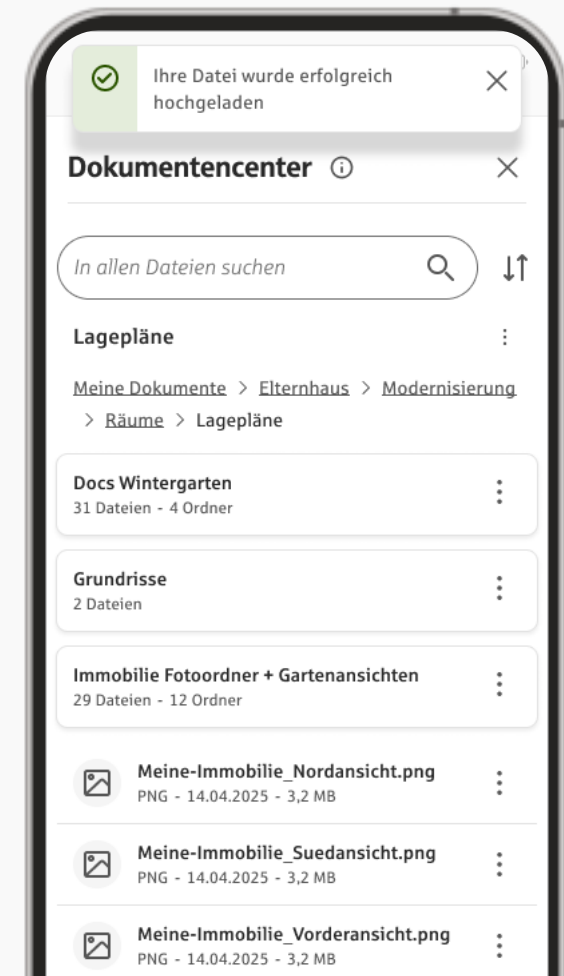 Ihre Datei wurde erfolgreich
hochgeladen
Dokumentencenter
In allen Dateien suchen
Lagepläne
Meine Dokumente > Elternhaus > Modernisierung
> Räume > Lagepläne
Docs Wintergarten
31 Dateien - 4 Ordner
Grundrisse
2 Dateien
Immobilie Fotoordner + Gartenansichten
29 Dateien - 12 Ordner
Meine-Immobilie_Nordansicht.png
PNG - 14.04.2025 - 3,2 MB
Meine-Immobilie_Suedansicht.png
PNG - 14.04.2025 - 3,2 MB
Meine-Immobilie_Vorderansicht.png
PNG - 14.04.2025 - 3,2 MB